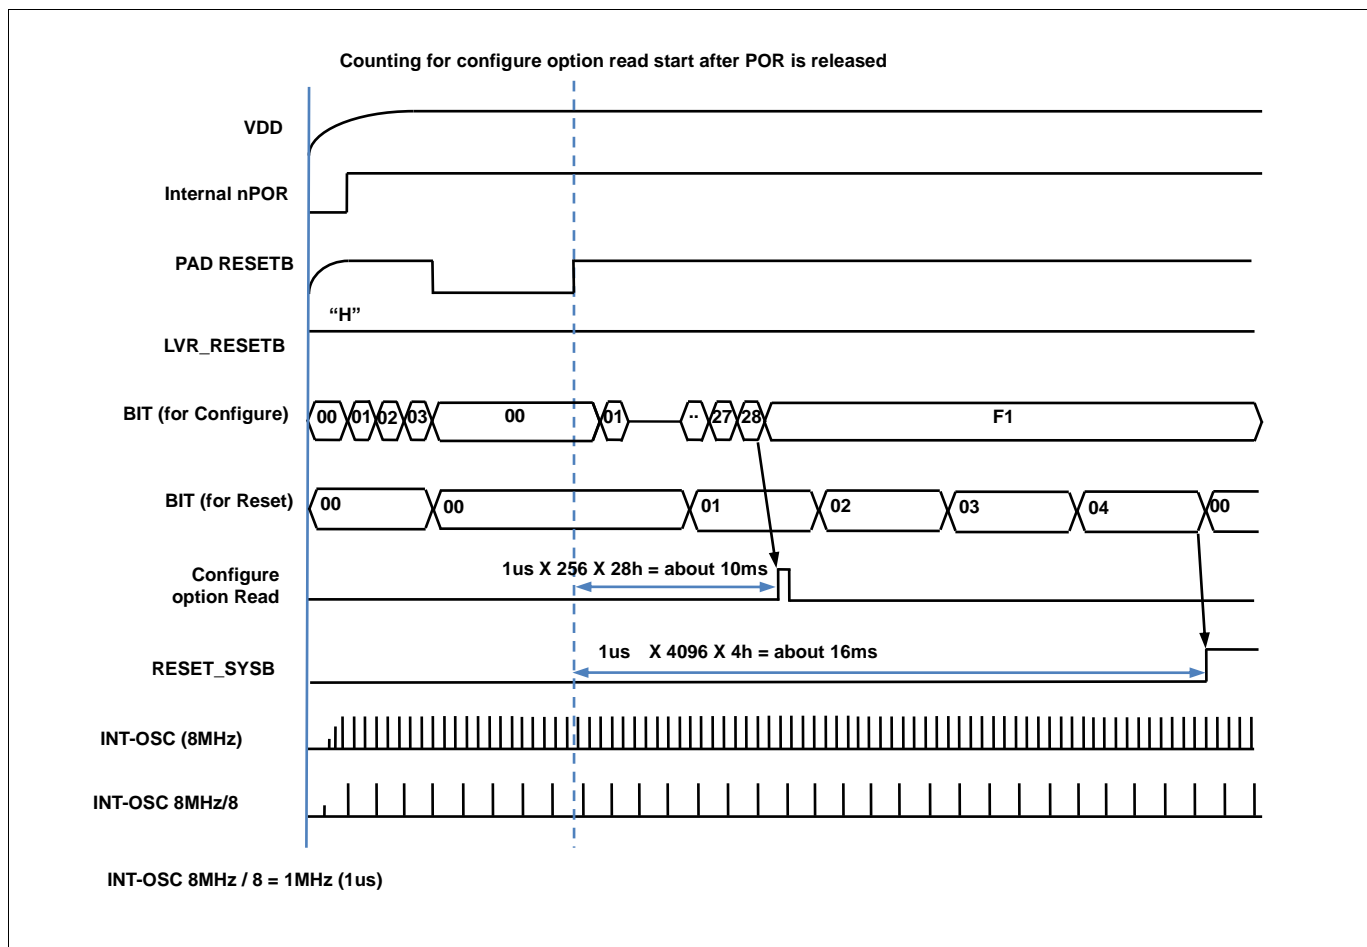 Counting for configure option read start after POR is released
VDD
Internal nPOR
PAD RESETB
“H”
LVR_RESETB
BIT (for Configure) 00 01 02 03 00 01 ·· 27 28 F1
BIT (for Reset) 00 00 01 02 03 04 00
Configure
option Read
1us X 256 X 28h = about 10ms
RESET_SYSB
1us X 4096 X 4h = about 16ms
INT-OSC (8MHz)
INT-OSC 8MHz/8
INT-OSC 8MHz / 8 = 1MHz (1us)